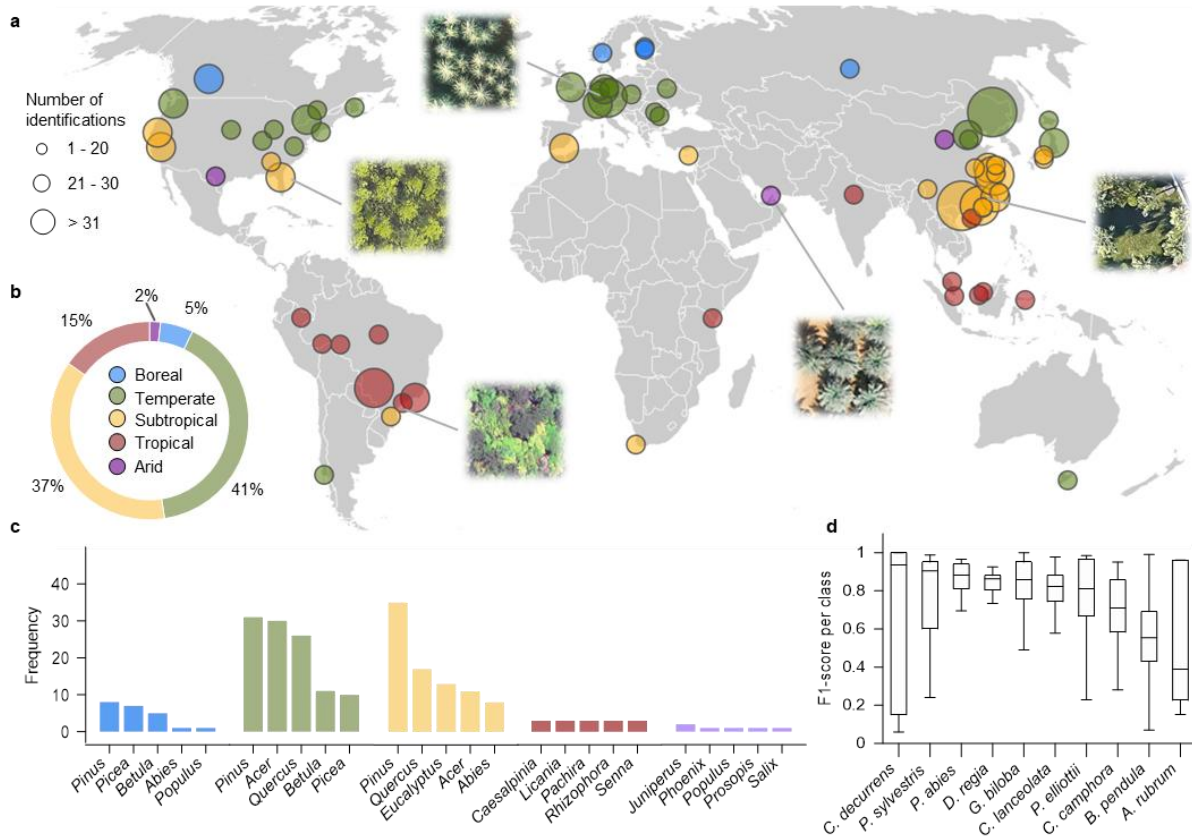 a
Number of
identifications
1 - 20
21 - 30
> 31
b
2%
5%
15%
Boreal
Temperate
Subtropical
Tropical
Arid
37%
41%
c
Frequency
40
30
20
10
0
Pinus
Picea
Betula
Abies
Populus
Pinus
Acer
Quercus
Betula
Picea
Pinus
Quercus
Eucalyptus
Acer
Abies
Caesalpinia
Licania
Pachira
Rhizophora
Senna
Juniperus
Phoenix
Populus
Prosopis
Salix
d
F1-score per class
1
0.8
0.6
0.4
0.2
0
C. decurrens
P. sylvestris
P. abies
D. regia
G. biloba
C. lanceolata
P. elliottii
C. camphora
B. pendula
A. rubrum